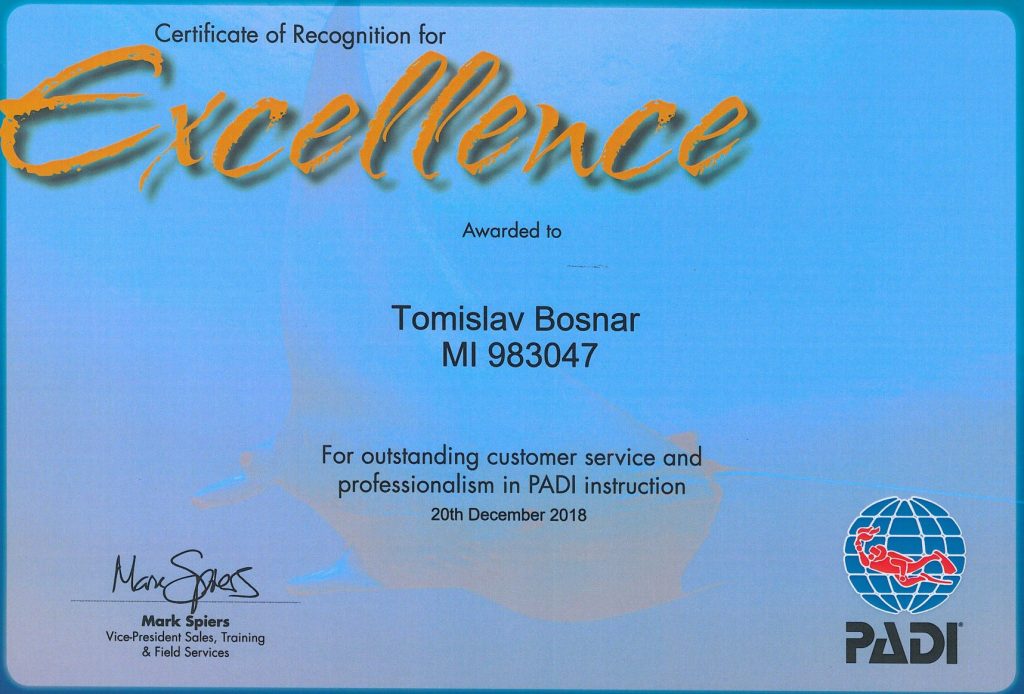 Certificate of Recognition for
Excellence
Awarded to
Tomislav Bosnar
MI 983047
For outstanding customer service and
professionalism in PADI instruction
20th December 2018
Mark Spiers
Mark Spiers
Vice-President Sales, Training
& Field Services
PADI®